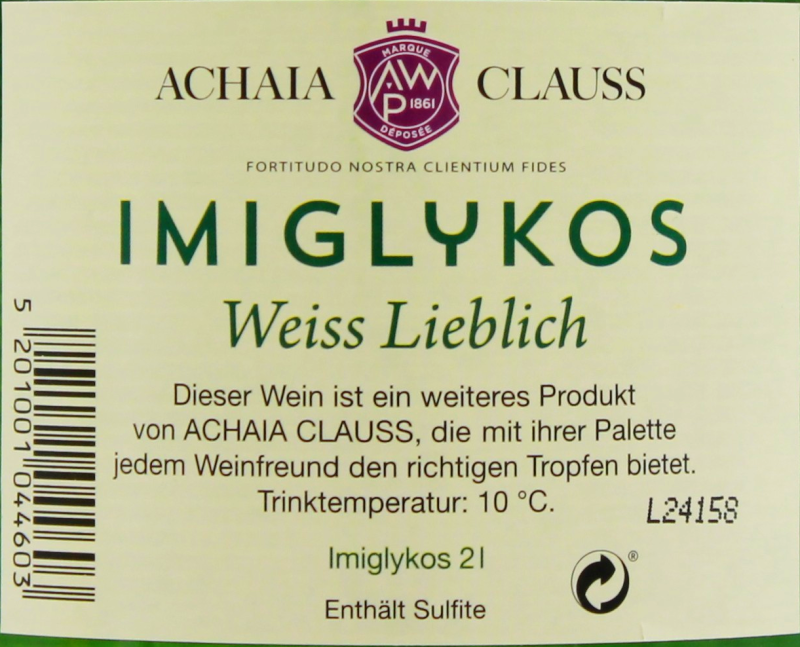 ACHAIA CLAUSS
MARQUE
AWP 1861
DÉPOSÉE
FORTITUDO NOSTRA CLIENTIUM FIDES
IMIGLYKOS
Weiss Lieblich
Dieser Wein ist ein weiteres Produkt
von ACHAIA CLAUSS, die mit ihrer Palette
jedem Weinfreund den richtigen Tropfen bietet.
Trinktemperatur: 10 °C.
L24158
Imiglykos 2 l
®
Enthält Sulfite
5 201001 044603